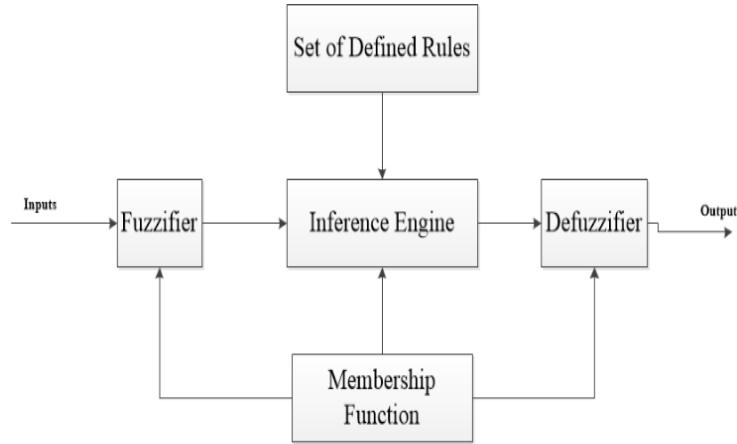 Set of Defined Rules
Inputs
Fuzzifier
Inference Engine
Defuzzifier
Output
Membership
Function